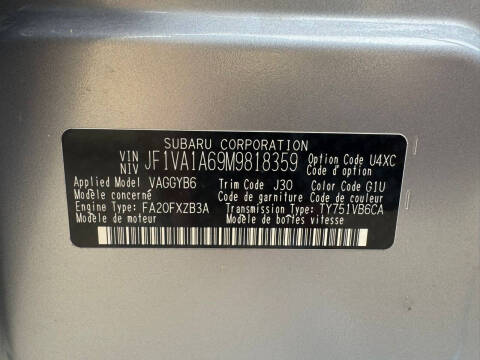 SUBARU CORPORATION
VIN NIV JF1VA1A69M9818359 Option Code U4XC
Code d'option
Applied Model VAGGYB6 Trim Code J30 Color Code G1U
Modèle concerné Code de garniture Code de couleur
Engine Type: FA20FXZB3A Transmission Type: TY751VB6CA
Modèle de moteur Modèle de boîtes vitesse